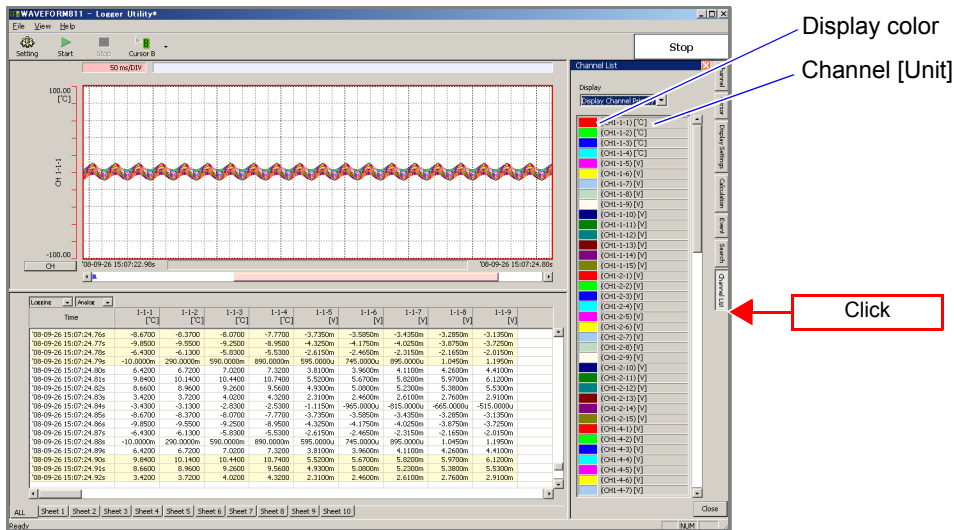 WAVEFORM811 - Logger Utility*
File View Help
Setting Start Stop Cursor B
Stop
50 ms/DIV
100.00
[℃]
CH 1-1-1
-100.00
CH
'08-09-26 15:07:22.98s '08-09-26 15:07:24.80s
Channel List
Display
Display Channel Priority
(CH1-1-1) [℃]
(CH1-1-2) [℃]
(CH1-1-3) [℃]
(CH1-1-4) [℃]
(CH1-1-5) [V]
(CH1-1-6) [V]
(CH1-1-7) [V]
(CH1-1-8) [V]
(CH1-1-9) [V]
(CH1-1-10) [V]
(CH1-1-11) [V]
(CH1-1-12) [V]
(CH1-1-13) [V]
(CH1-1-14) [V]
(CH1-1-15) [V]
(CH1-2-1) [V]
(CH1-2-2) [V]
(CH1-2-3) [V]
(CH1-2-4) [V]
(CH1-2-5) [V]
(CH1-2-6) [V]
(CH1-2-7) [V]
(CH1-2-8) [V]
(CH1-2-9) [V]
(CH1-2-10) [V]
(CH1-2-11) [V]
(CH1-2-12) [V]
(CH1-2-13) [V]
(CH1-2-14) [V]
(CH1-2-15) [V]
(CH1-4-1) [V]
(CH1-4-2) [V]
(CH1-4-3) [V]
(CH1-4-4) [V]
(CH1-4-5) [V]
(CH1-4-6) [V]
(CH1-4-7) [V]
Close
Channel
Display Settings
Calculation
Event
Search
Channel List
Display color
Channel [Unit]
Click
Logging Analog
Time 1-1-1 [℃] 1-1-2 [℃] 1-1-3 [℃] 1-1-4 [℃] 1-1-5 [V] 1-1-6 [V] 1-1-7 [V] 1-1-8 [V] 1-1-9 [V]
'08-09-26 15:07:24.76s -8.6700 -8.3700 -8.0700 -7.7700 -3.7350m -3.5850m -3.4350m -3.2850m -3.1350m
'08-09-26 15:07:24.77s -9.8500 -9.5500 -9.2500 -8.9500 -4.3250m -4.1750m -4.0250m -3.8750m -3.7250m
'08-09-26 15:07:24.78s -6.4300 -6.1300 -5.8300 -5.5300 -2.6150m -2.4650m -2.3150m -2.1650m -2.0150m
'08-09-26 15:07:24.79s -10.0000m 290.0000m 590.0000m 890.0000m 595.0000u 745.0000u 895.0000u 1.0450m 1.1950m
'08-09-26 15:07:24.80s 6.4200 6.7200 7.0200 7.3200 3.8100m 3.9600m 4.1100m 4.2600m 4.4100m
'08-09-26 15:07:24.81s 9.8400 10.1400 10.4400 10.7400 5.5200m 5.6700m 5.8200m 5.9700m 6.1200m
'08-09-26 15:07:24.82s 8.6600 8.9600 9.2600 9.5600 4.9300m 5.0800m 5.2300m 5.3800m 5.5300m
'08-09-26 15:07:24.83s 3.4200 3.7200 4.0200 4.3200 2.3100m 2.4600m 2.6100m 2.7600m 2.9100m
'08-09-26 15:07:24.84s -3.4300 -3.1300 -2.8300 -2.5300 -1.1150m -965.0000u -815.0000u -665.0000u -515.0000u
'08-09-26 15:07:24.85s -8.6700 -8.3700 -8.0700 -7.7700 -3.7350m -3.5850m -3.4350m -3.2850m -3.1350m
'08-09-26 15:07:24.86s -9.8500 -9.5500 -9.2500 -8.9500 -4.3250m -4.1750m -4.0250m -3.8750m -3.7250m
'08-09-26 15:07:24.87s -6.4300 -6.1300 -5.8300 -5.5300 -2.6150m -2.4650m -2.3150m -2.1650m -2.0150m
'08-09-26 15:07:24.88s -10.0000m 290.0000m 590.0000m 890.0000m 595.0000u 745.0000u 895.0000u 1.0450m 1.1950m
'08-09-26 15:07:24.89s 6.4200 6.7200 7.0200 7.3200 3.8100m 3.9600m 4.1100m 4.2600m 4.4100m
'08-09-26 15:07:24.90s 9.8400 10.1400 10.4400 10.7400 5.5200m 5.6700m 5.8200m 5.9700m 6.1200m
'08-09-26 15:07:24.91s 8.6600 8.9600 9.2600 9.5600 4.9300m 5.0800m 5.2300m 5.3800m 5.5300m
'08-09-26 15:07:24.92s 3.4200 3.7200 4.0200 4.3200 2.3100m 2.4600m 2.6100m 2.7600m 2.9100m
ALL Sheet 1 Sheet 2 Sheet 3 Sheet 4 Sheet 5 Sheet 6 Sheet 7 Sheet 8 Sheet 9 Sheet 10
Ready NUM